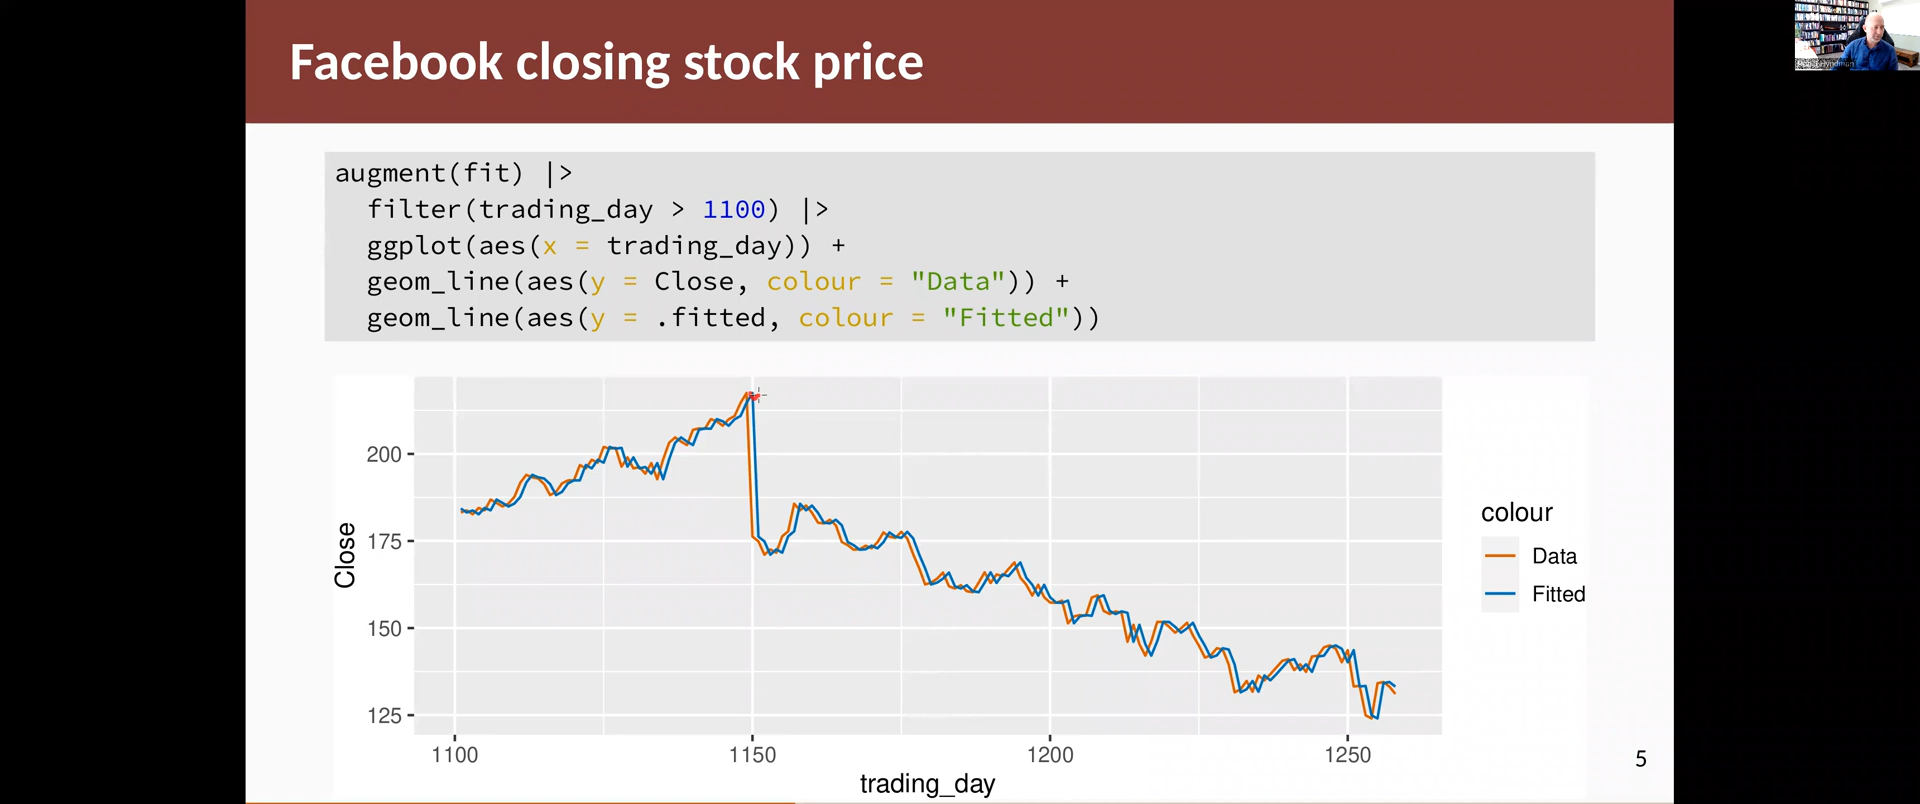 Facebook closing stock price
augment(fit) |>
  filter(trading_day > 1100) |>
  ggplot(aes(x = trading_day)) +
  geom_line(aes(y = Close, colour = "Data")) +
  geom_line(aes(y = .fitted, colour = "Fitted"))
Close
200
175
150
125
1100 1150 1200 1250
trading_day
colour
Data
Fitted
5